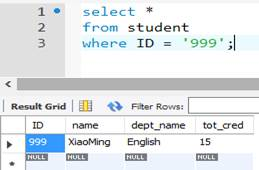 1 select *
2 from student
3 where ID = '999';
Result Grid Filter Rows:
ID name dept_name tot_cred
999 XiaoMing English 15
NULL NULL NULL NULL